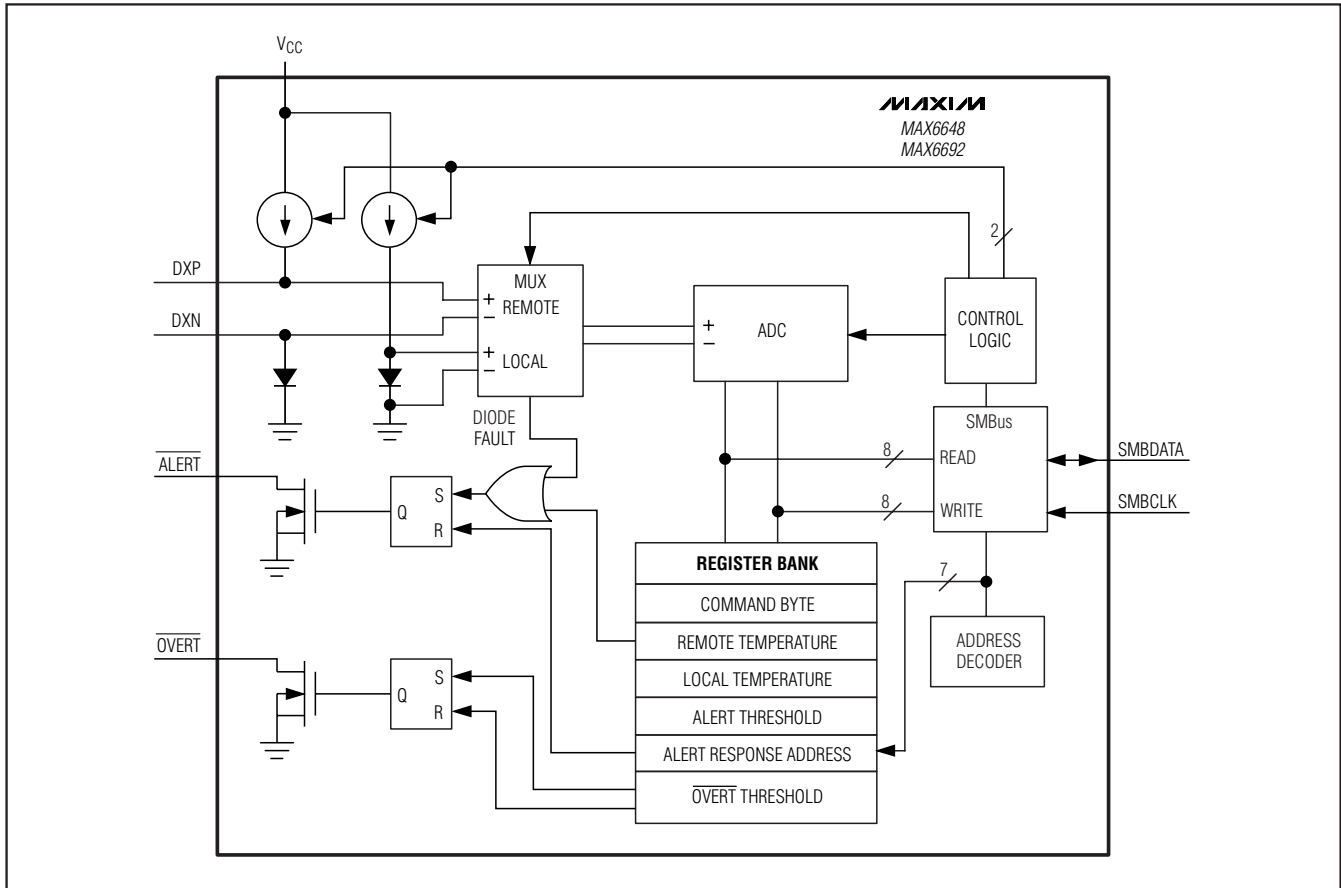 VCC
MAXIM
MAX6648
MAX6692
2
DXP
MUX
+
REMOTE
−
DXN
+
LOCAL
−
+
ADC
−
CONTROL
LOGIC
DIODE
FAULT
SMBus
8
READ
SMBDATA
8
WRITE
SMBCLK
ALERT
S
Q
R
REGISTER BANK
COMMAND BYTE
REMOTE TEMPERATURE
LOCAL TEMPERATURE
ALERT THRESHOLD
ALERT RESPONSE ADDRESS
OVERT THRESHOLD
7
ADDRESS
DECODER
OVERT
S
Q
R